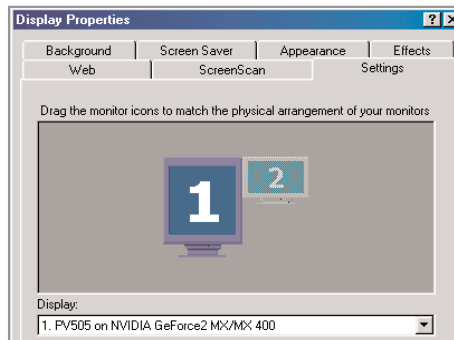 Display Properties
Background Screen Saver Appearance Effects
Web ScreenScan Settings
Drag the monitor icons to match the physical arrangement of your monitors
1 2
Display:
1. PV505 on NVIDIA GeForce2 MX/MX 400